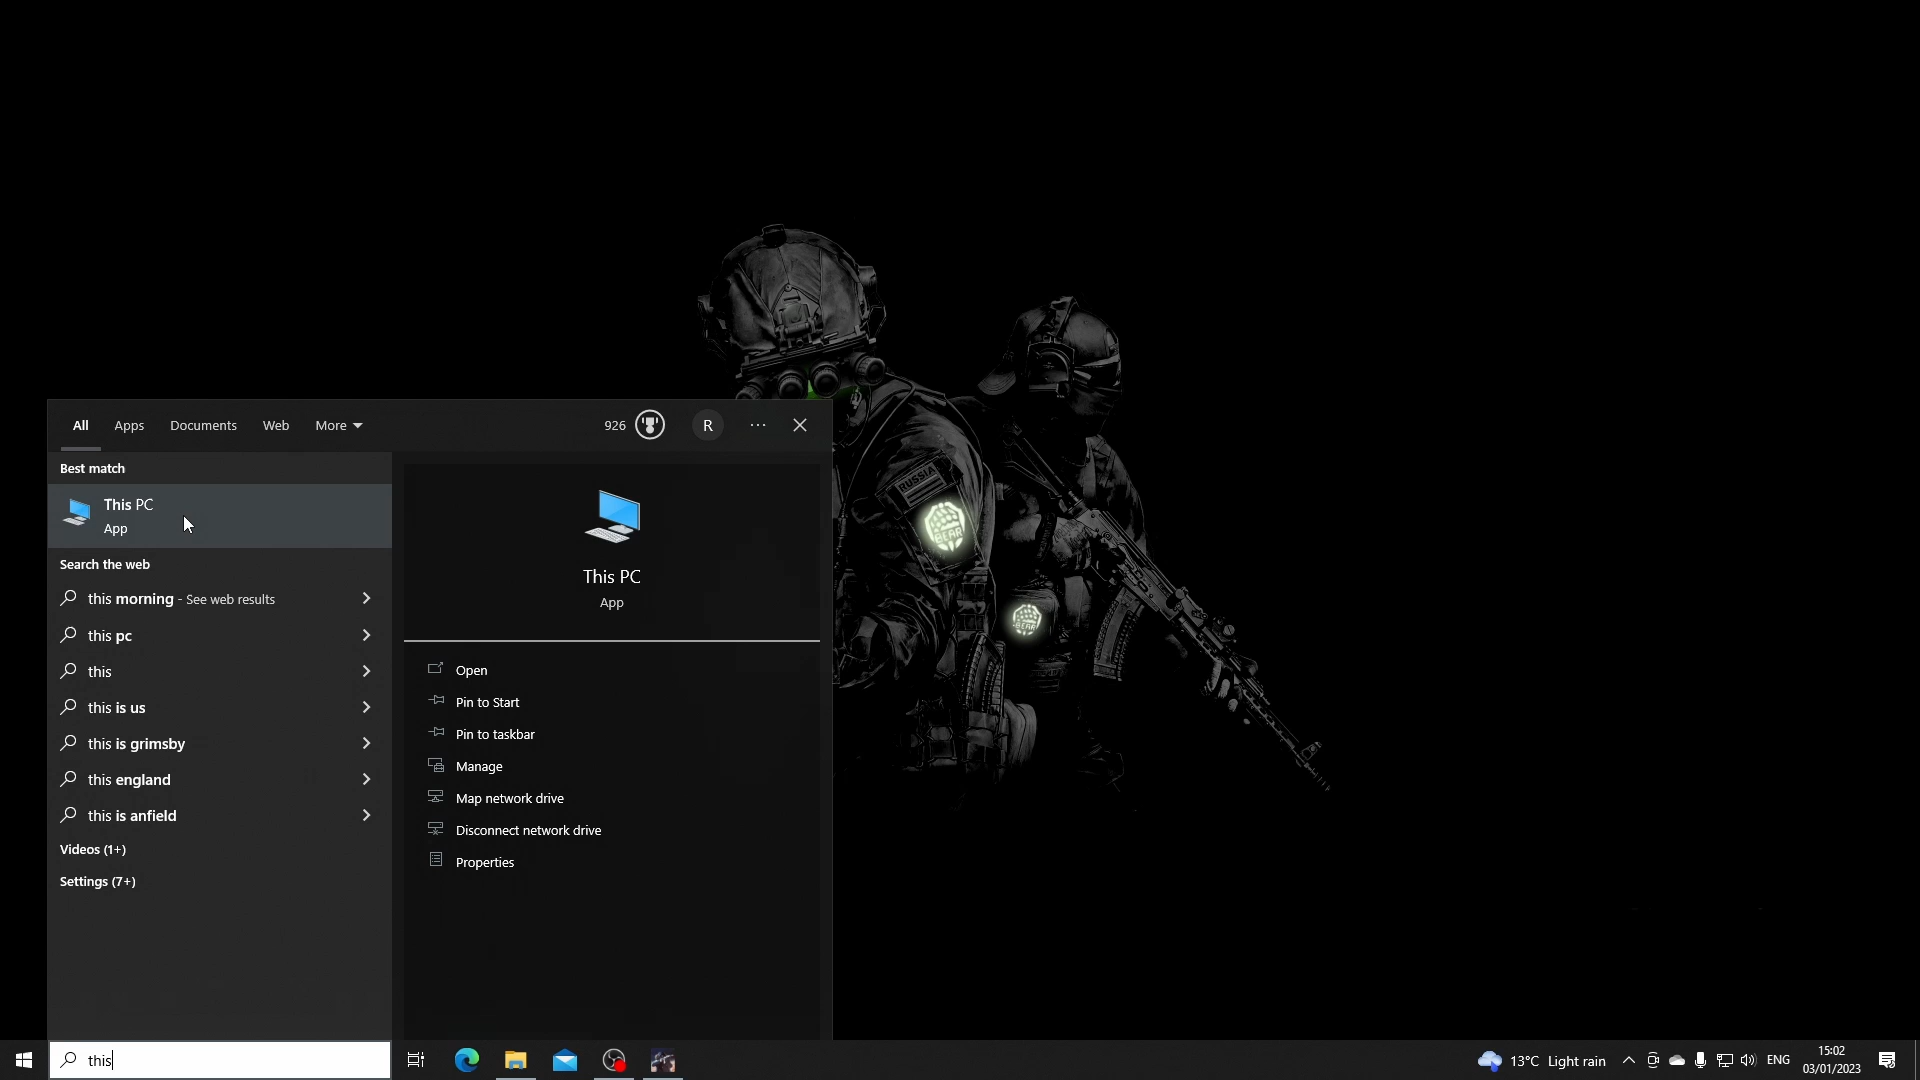 All
Apps
Documents
Web
More
926
R
Best match
This PC
App
Search the web
this morning - See web results
this pc
this
this is us
this is grimsby
this england
this is anfield
Videos (1+)
Settings (7+)
This PC
App
Open
Pin to Start
Pin to taskbar
Manage
Map network drive
Disconnect network drive
Properties
RUSSIA
BEAR
BEAR
this
13°C Light rain
ENG
15:02
03/01/2023